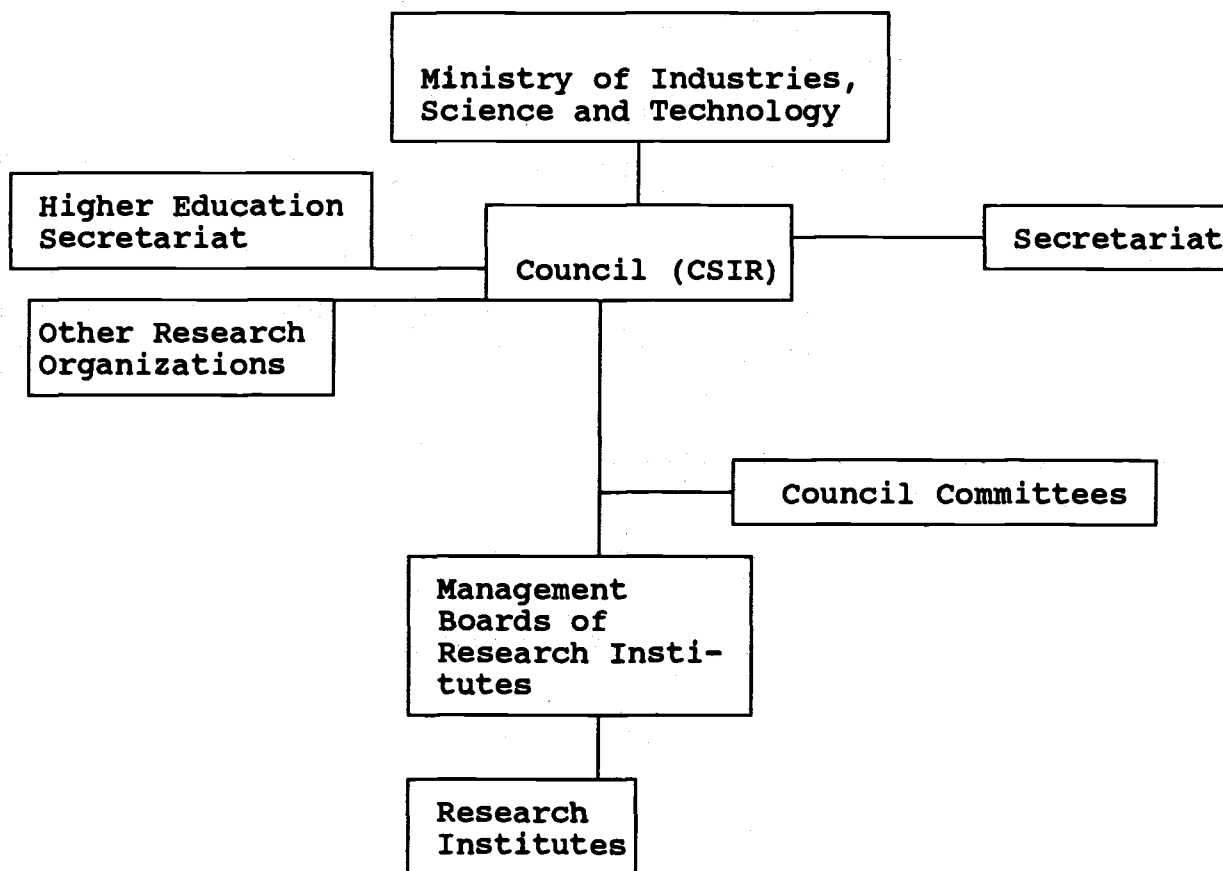 Ministry of Industries,
Science and Technology
Higher Education
Secretariat
Council (CSIR)
Secretariat
Other Research
Organizations
Council Committees
Management
Boards of
Research Insti-
tutes
Research
Institutes